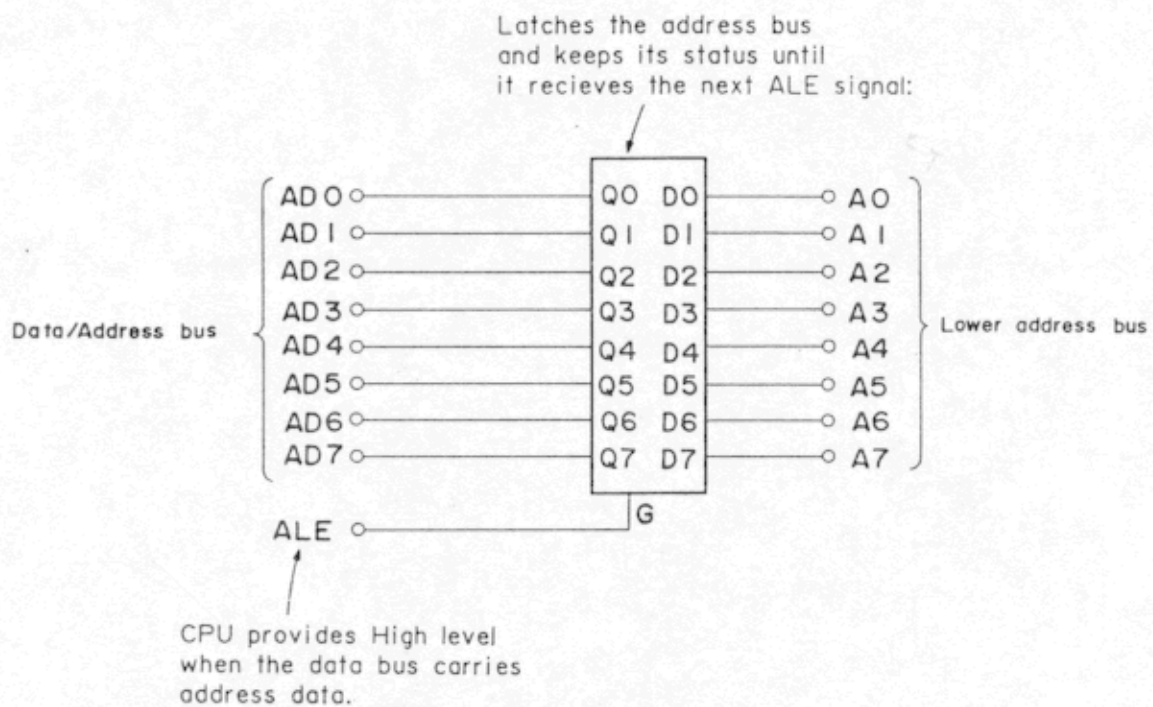 Latches the address bus
and keeps its status until
it recieves the next ALE signal:
AD0 Q0 D0 A0
AD1 Q1 D1 A1
AD2 Q2 D2 A2
AD3 Q3 D3 A3
Data/Address bus
Lower address bus
AD4 Q4 D4 A4
AD5 Q5 D5 A5
AD6 Q6 D6 A6
AD7 Q7 D7 A7
G
ALE
CPU provides High level
when the data bus carries
address data.